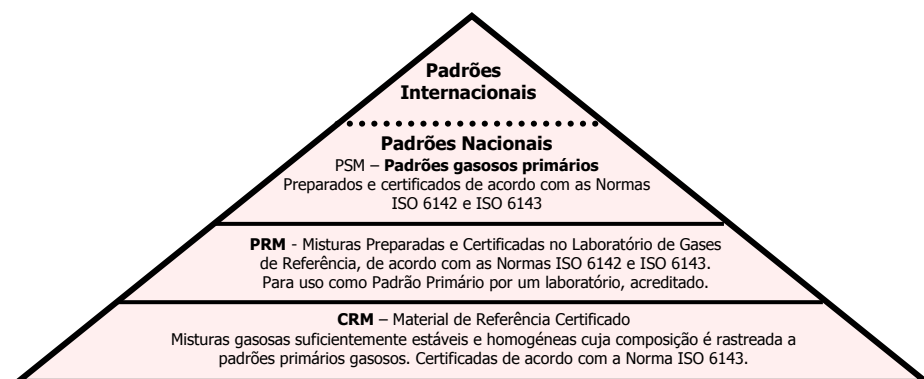 Padrões
Internacionais
Padrões Nacionais
PSM – Padrões gasosos primários
Preparados e certificados de acordo com as Normas
ISO 6142 e ISO 6143
PRM - Misturas Preparadas e Certificadas no Laboratório de Gases
de Referência, de acordo com as Normas ISO 6142 e ISO 6143.
Para uso como Padrão Primário por um laboratório, acreditado.
CRM – Material de Referência Certificado
Misturas gasosas suficientemente estáveis e homogéneas cuja composição é rastreada a
padrões primários gasosos. Certificadas de acordo com a Norma ISO 6143.